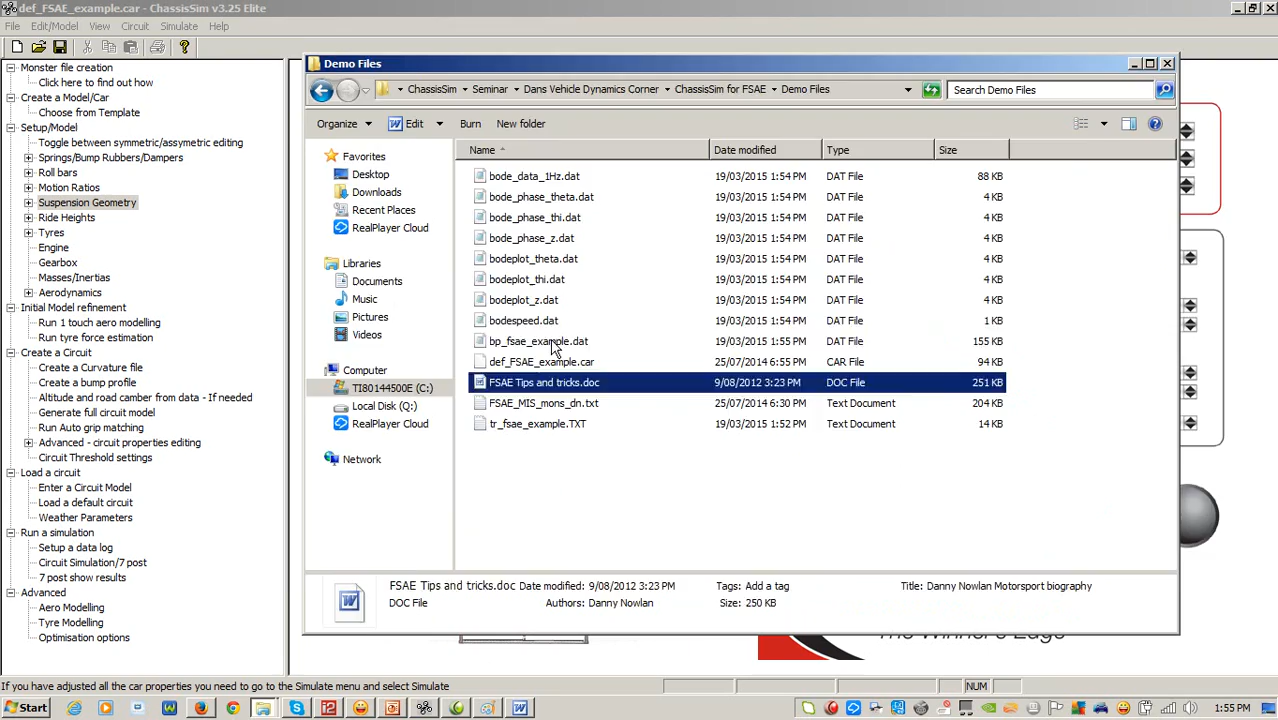 def_FSAE_example.car - ChassisSim v3.25 Elite
File Edit/Model View Circuit Simulate Help
Monster file creation
Click here to find out how
Create a Model/Car
Choose from Template
Setup/Model
Toggle between symmetric/assymetric editing
Springs/Bump Rubbers/Dampers
Roll bars
Motion Ratios
Suspension Geometry
Ride Heights
Tyres
Engine
Gearbox
Masses/Inertias
Aerodynamics
Initial Model refinement
Run 1 touch aero modelling
Run tyre force estimation
Create a Circuit
Create a Curvature file
Create a bump profile
Altitude and road camber from data - If needed
Generate full circuit model
Run Auto grip matching
Advanced - circuit properties editing
Circuit Threshold settings
Load a circuit
Enter a Circuit Model
Load a default circuit
Weather Parameters
Run a simulation
Setup a data log
Circuit Simulation/7 post
7 post show results
Advanced
Aero Modelling
Tyre Modelling
Optimisation options
Demo Files
ChassisSim Seminar Dans Vehicle Dynamics Corner ChassisSim for FSAE Demo Files
Search Demo Files
Organize Edit Burn New folder
Favorites
Desktop
Downloads
Recent Places
RealPlayer Cloud
Libraries
Documents
Music
Pictures
Videos
Computer
TI80144500E (C:)
Local Disk (Q:)
RealPlayer Cloud
Network
Name Date modified Type Size
bode_data_1Hz.dat 19/03/2015 1:54 PM DAT File 88 KB
bode_phase_theta.dat 19/03/2015 1:54 PM DAT File 4 KB
bode_phase_thi.dat 19/03/2015 1:54 PM DAT File 4 KB
bode_phase_z.dat 19/03/2015 1:54 PM DAT File 4 KB
bodeplot_theta.dat 19/03/2015 1:54 PM DAT File 4 KB
bodeplot_thi.dat 19/03/2015 1:54 PM DAT File 4 KB
bodeplot_z.dat 19/03/2015 1:54 PM DAT File 4 KB
bodespeed.dat 19/03/2015 1:54 PM DAT File 1 KB
bp_fsae_example.dat 19/03/2015 1:55 PM DAT File 155 KB
def_FSAE_example.car 25/07/2014 6:55 PM CAR File 94 KB
FSAE Tips and tricks.doc 9/08/2012 3:23 PM DOC File 251 KB
FSAE_MIS_mons_dn.txt 25/07/2014 6:30 PM Text Document 204 KB
tr_fsae_example.TXT 19/03/2015 1:52 PM Text Document 14 KB
FSAE Tips and tricks.doc Date modified: 9/08/2012 3:23 PM Tags: Add a tag Title: Danny Nowlan Motorsport biography
DOC File Authors: Danny Nowlan Size: 250 KB
The Winner's Edge
If you have adjusted all the car properties you need to go to the Simulate menu and select Simulate
NUM
Start
1:55 PM